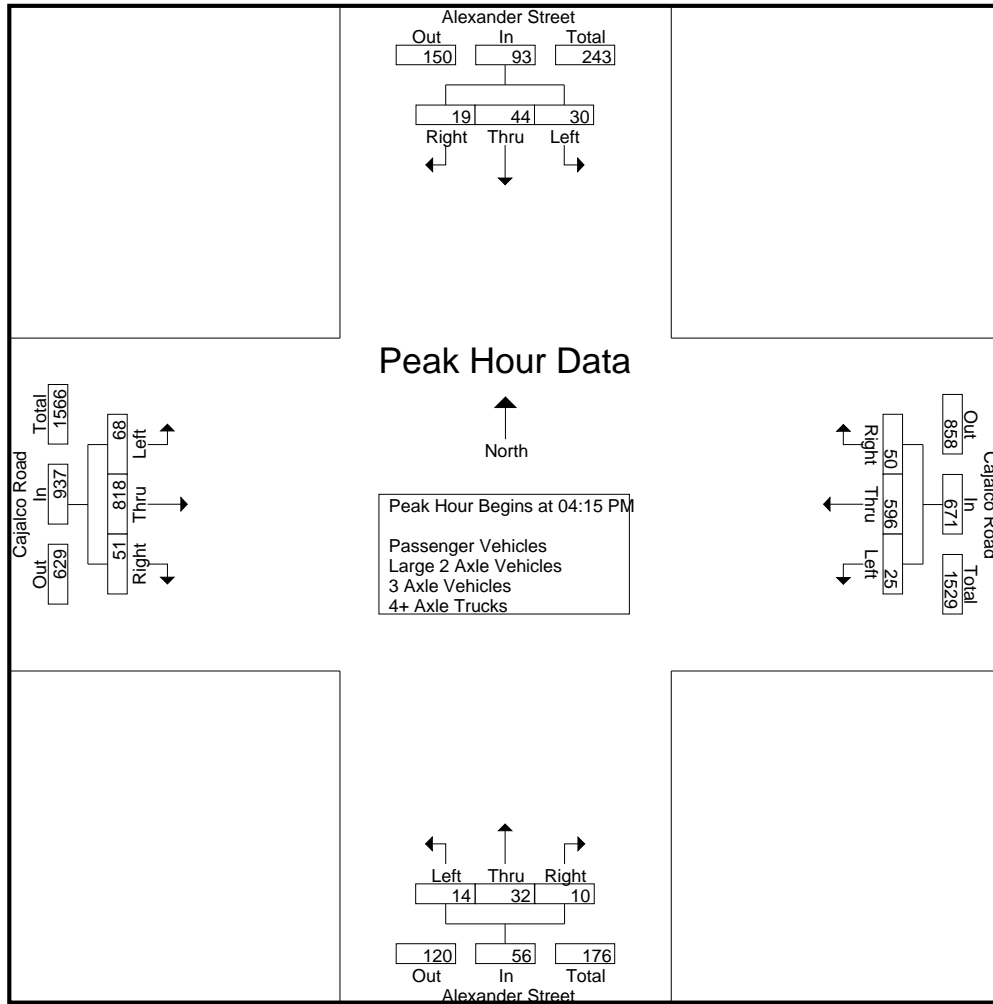 Alexander Street
Out In Total
150 93 243
19 44 30
Right Thru Left
Peak Hour Data
North
Peak Hour Begins at 04:15 PM
Passenger Vehicles
Large 2 Axle Vehicles
3 Axle Vehicles
4+ Axle Trucks
Cajalco Road
Out In Total
629 937 1566
68 818 51
Left Thru Right
Cajalco Road
Out In Total
858 671 1529
50 596 25
Right Thru Left
Left Thru Right
14 32 10
120 56 176
Out In Total
Alexander Street